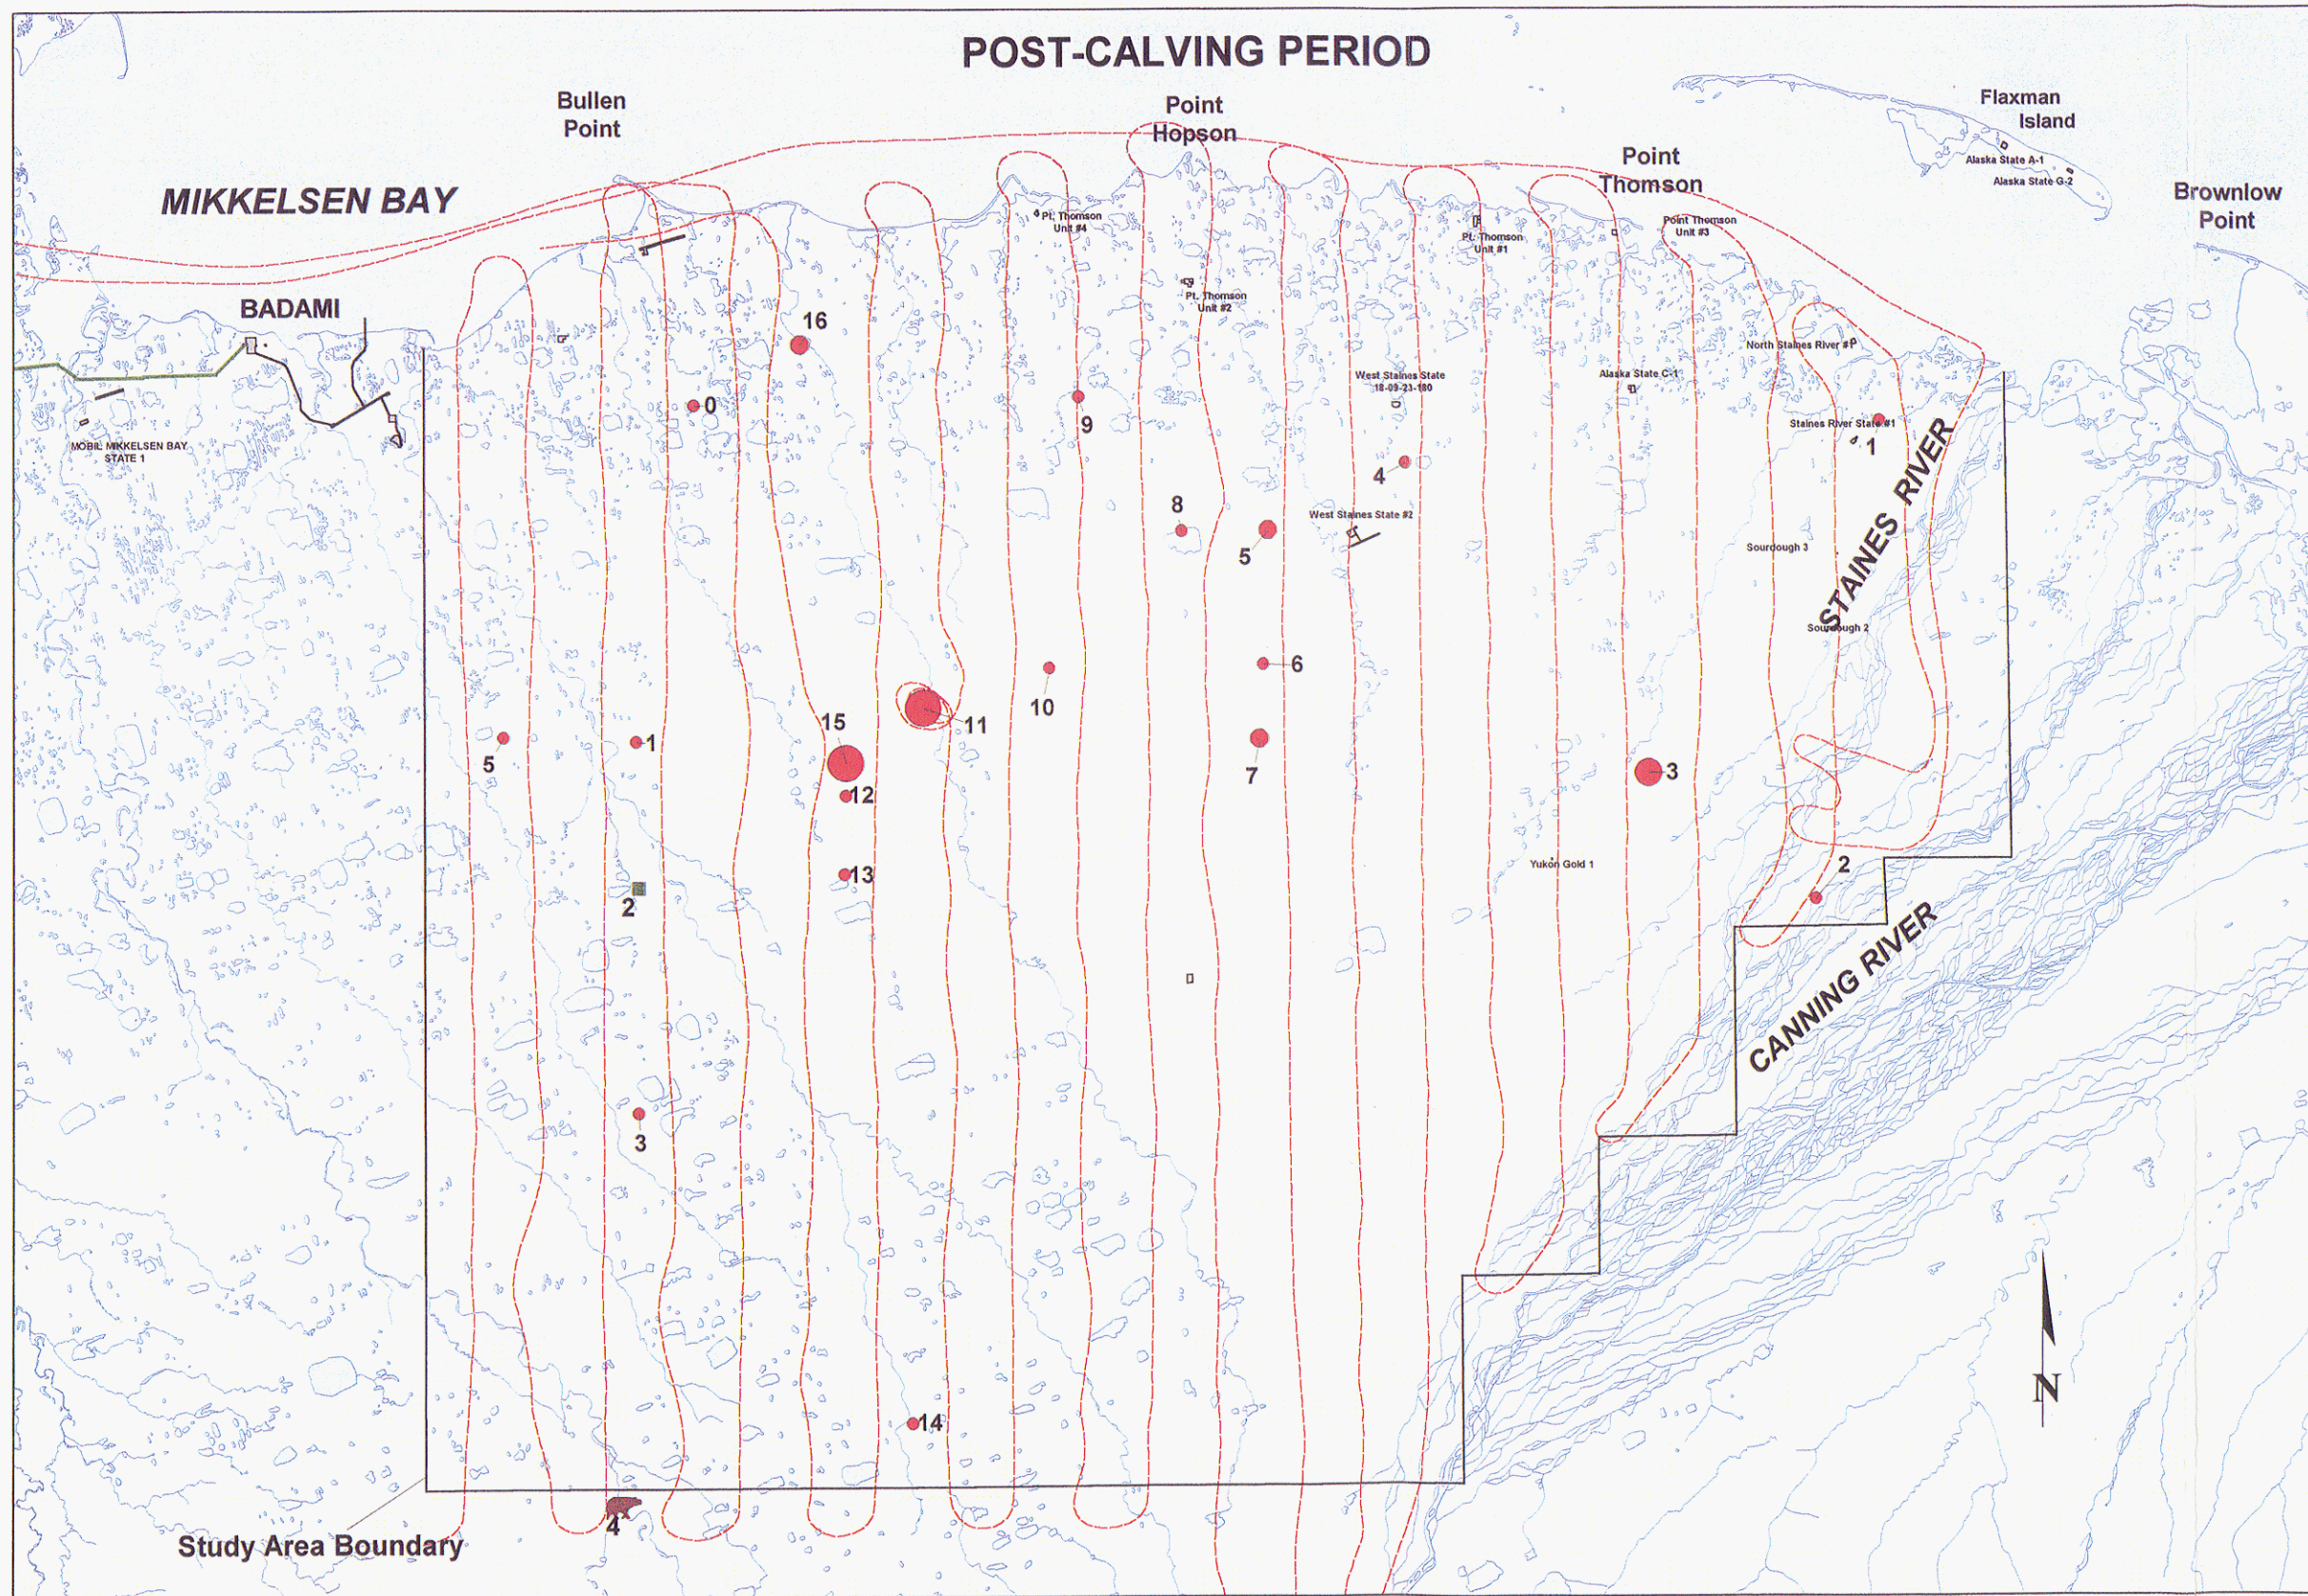 POST-CALVING PERIOD
Bullen
Point
Point
Hopson
Flaxman
Island
Point
Thomson
Alaska State A-1
Alaska State G-2
Brownlow
Point
MIKKELSEN BAY
Pt. Thomson
Unit #4
Point Thomson
Unit #3
Pt. Thomson
Unit #1
Pt. Thomson
Unit #2
BADAMI
16
North Staines River #1
West Staines State
18-09-23-180
Alaska State C-1
0
9
Staines River State #1
1
MOBIL MIKKELSEN BAY
STATE 1
4
8
West Staines State #2
5
Sourdough 3
STAINES RIVER
Sourdough 2
6
10
15
11
5
1
7
3
12
13
Yukon Gold 1
2
2
CANNING RIVER
3
N
14
4
Study Area Boundary